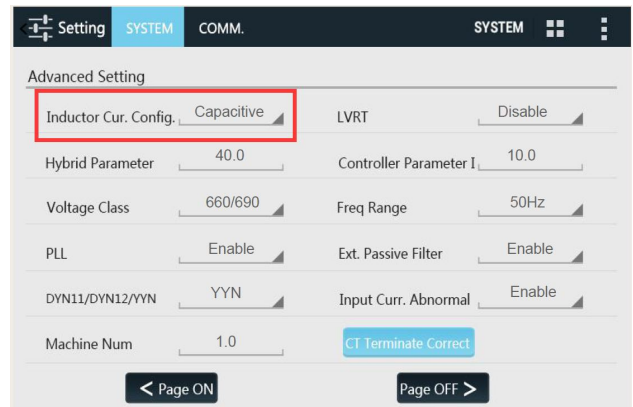 Setting SYSTEM COMM. SYSTEM
Advanced Setting
Inductor Cur. Config. Capacitive LVRT Disable
Hybrid Parameter 40.0 Controller Parameter I 10.0
Voltage Class 660/690 Freq Range 50Hz
PLL Enable Ext. Passive Filter Enable
DYN11/DYN12/YYN YYN Input Curr. Abnormal Enable
Machine Num 1.0 CT Terminate Correct
< Page ON Page OFF >